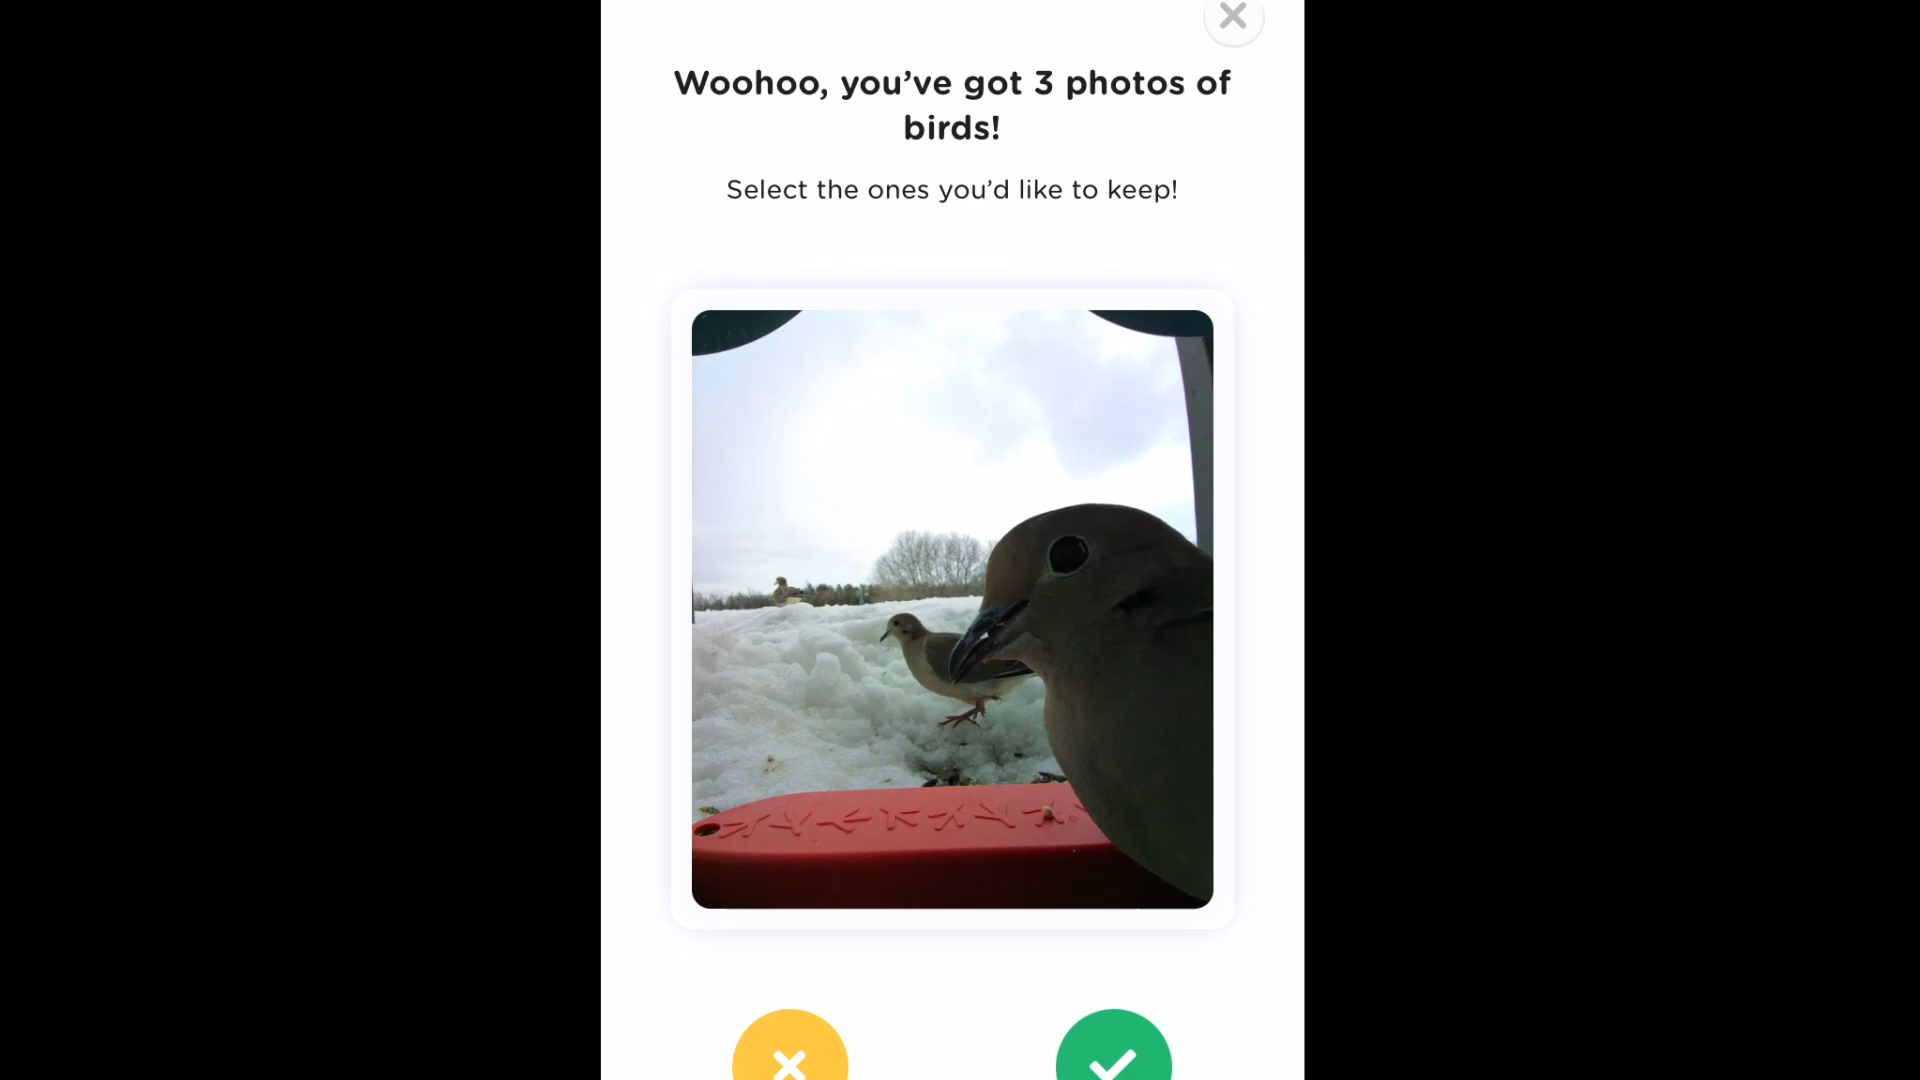 Woohoo, you’ve got 3 photos of
birds!
Select the ones you’d like to keep!